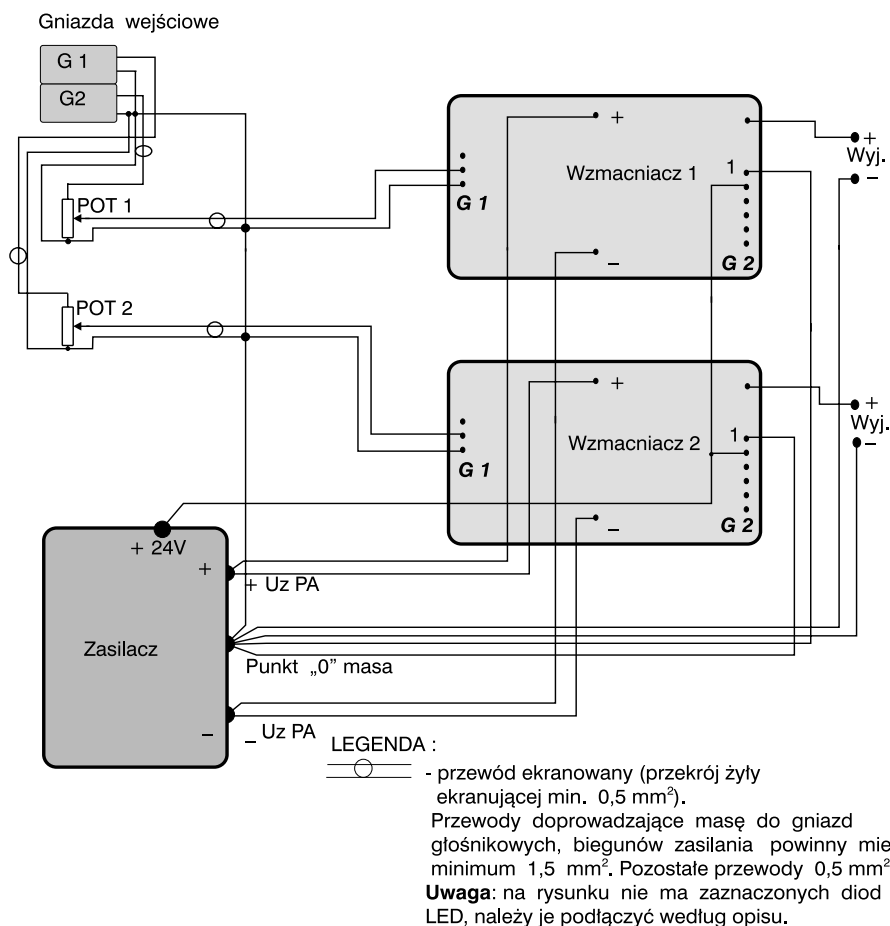 Gniazda wejściowe
G 1
G2
POT 1
POT 2
+
Wzmacniacz 1
G 1
1
G 2
–
+
Wyj.
–
+
Wzmacniacz 2
G 1
1
G 2
–
+
Wyj.
–
+ 24V
+
Zasilacz
–
+ Uz PA
Punkt „0” masa
– Uz PA
LEGENDA :
- przewód ekranowany (przekrój żyły
ekranującej min. 0,5 mm²).
Przewody doprowadzające masę do gniazd
głośnikowych, biegunów zasilania powinny mie
minimum 1,5 mm². Pozostałe przewody 0,5 mm²
Uwaga: na rysunku nie ma zaznaczonych diod
LED, należy je podłączyć według opisu.